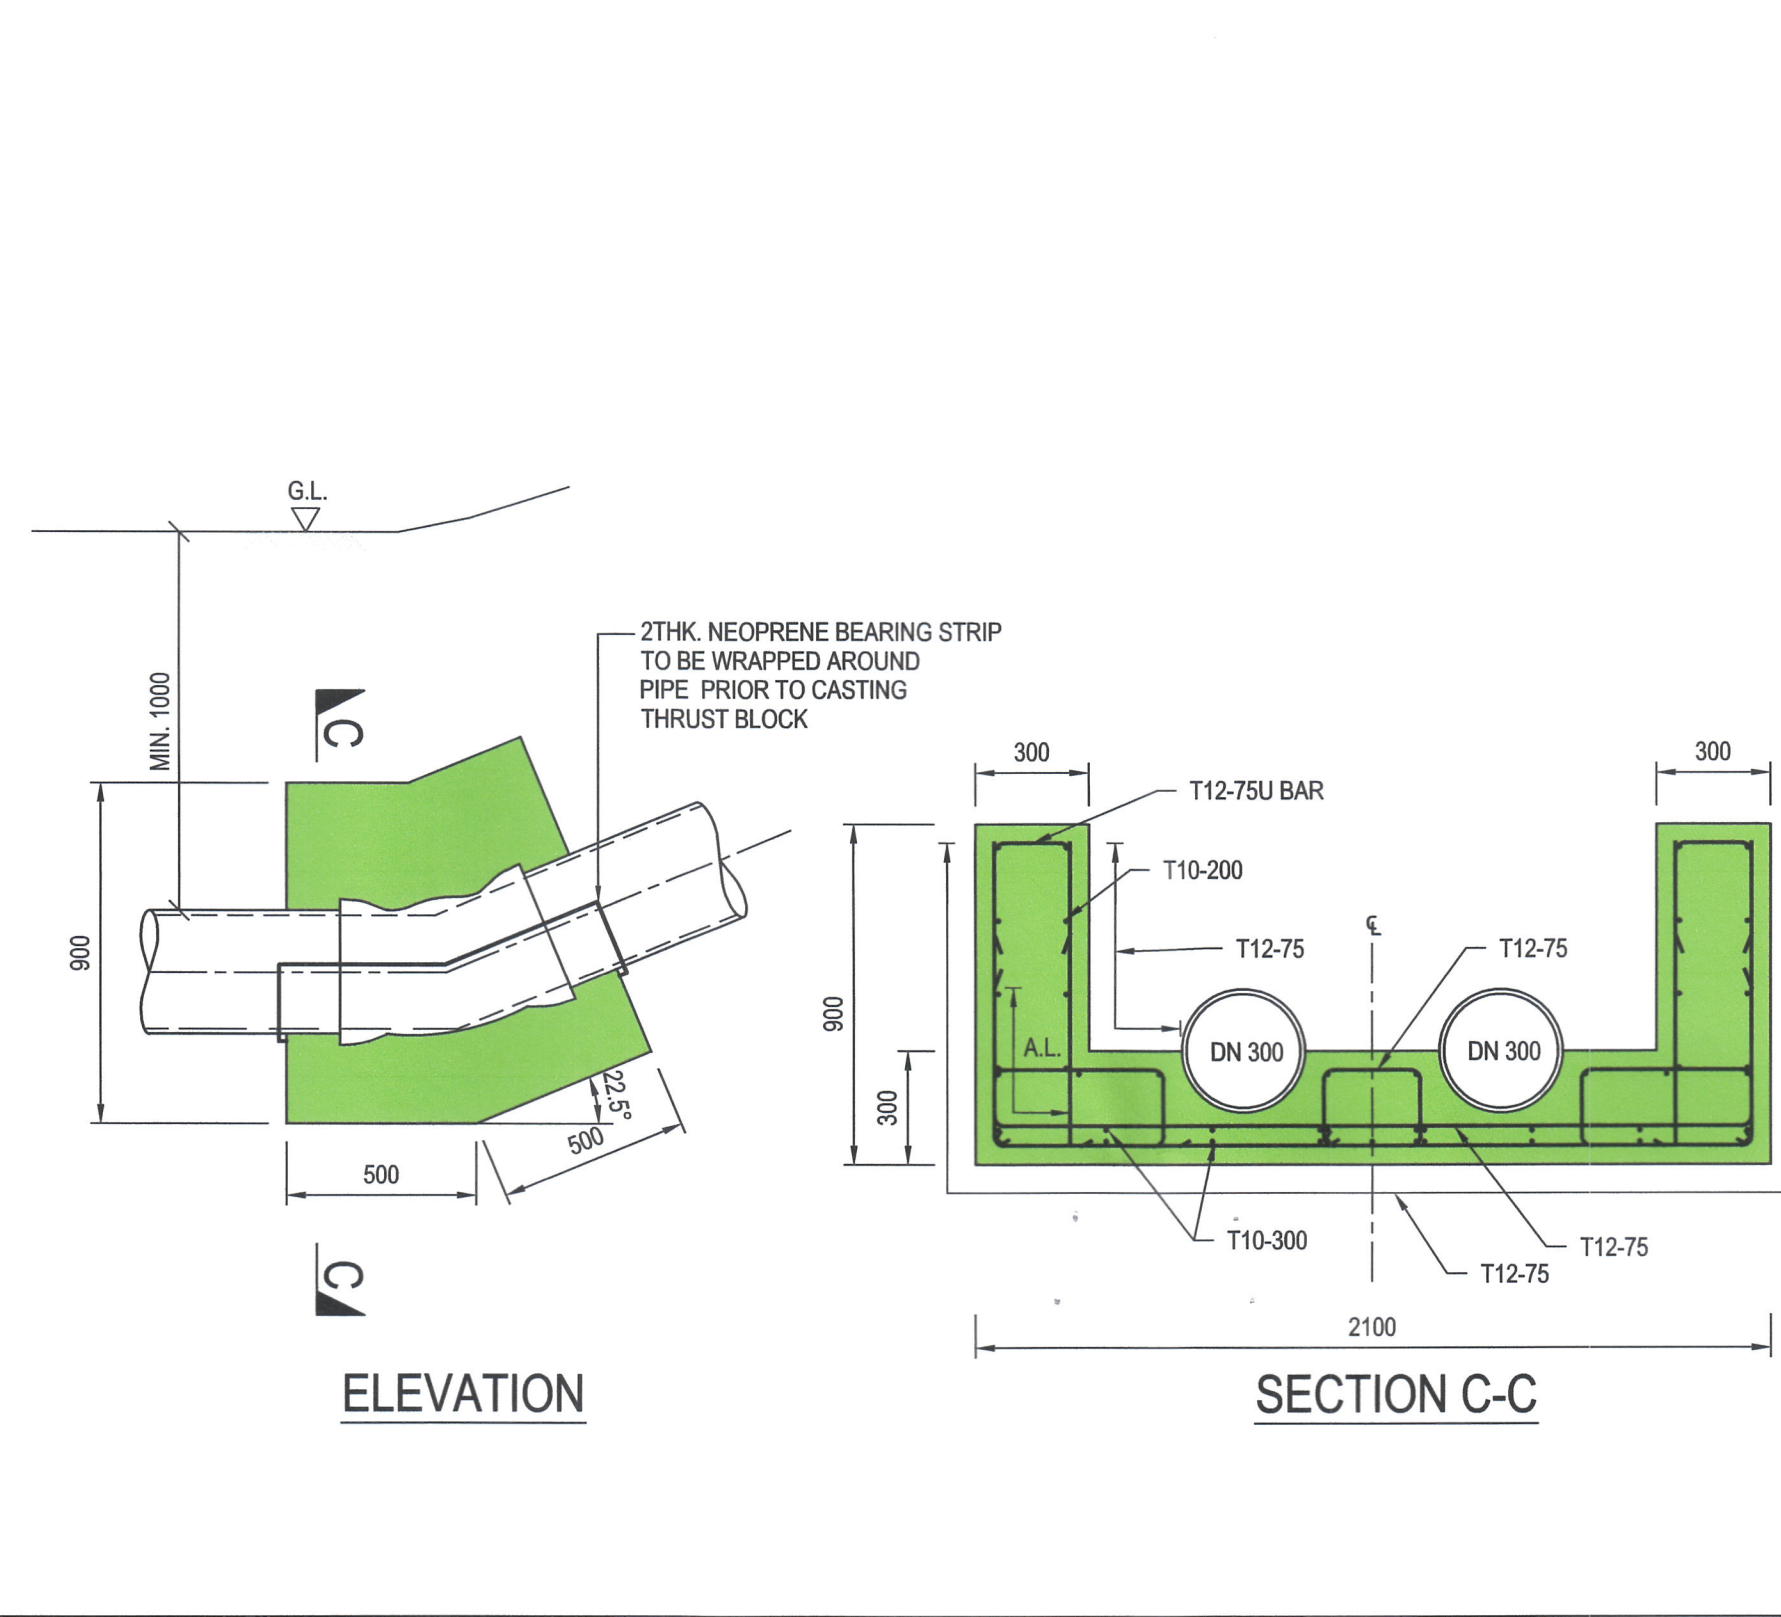 G.L.
MIN. 1000
C
2THK. NEOPRENE BEARING STRIP
TO BE WRAPPED AROUND
PIPE PRIOR TO CASTING
THRUST BLOCK
900
22.5°
500
500
C
ELEVATION
300
300
T12-75U BAR
T10-200
T12-75
℄
T12-75
900
A.L.
DN 300
DN 300
300
T10-300
T12-75
T12-75
2100
SECTION C-C